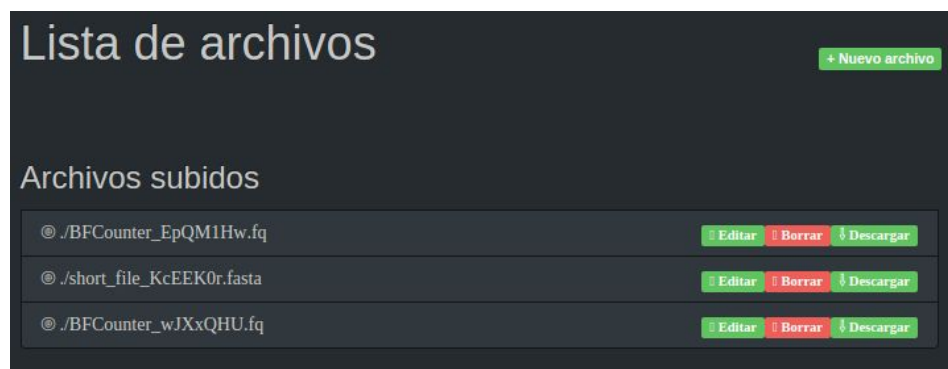 Lista de archivos
+ Nuevo archivo
Archivos subidos
./BFCounter_EpQM1Hw.fq Editar Borrar Descargar
./short_file_KcEEK0r.fasta Editar Borrar Descargar
./BFCounter_wJXxQHU.fq Editar Borrar Descargar